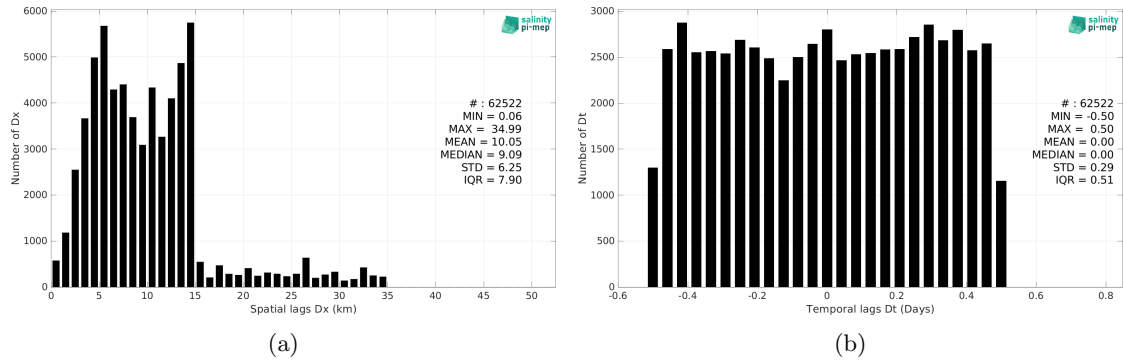 salinity
pi-mep
6000
5000
4000
3000
2000
1000
0
Number of Dx
# : 62522
MIN = 0.06
MAX = 34.99
MEAN = 10.05
MEDIAN = 9.09
STD = 6.25
IQR = 7.90
0 5 10 15 20 25 30 35 40 45 50
Spatial lags Dx (km)
(a)
salinity
pi-mep
3000
2500
2000
1500
1000
500
0
Number of Dt
# : 62522
MIN = -0.50
MAX = 0.50
MEAN = 0.00
MEDIAN = 0.00
STD = 0.29
IQR = 0.51
-0.6 -0.4 -0.2 0 0.2 0.4 0.6 0.8
Temporal lags Dt (Days)
(b)